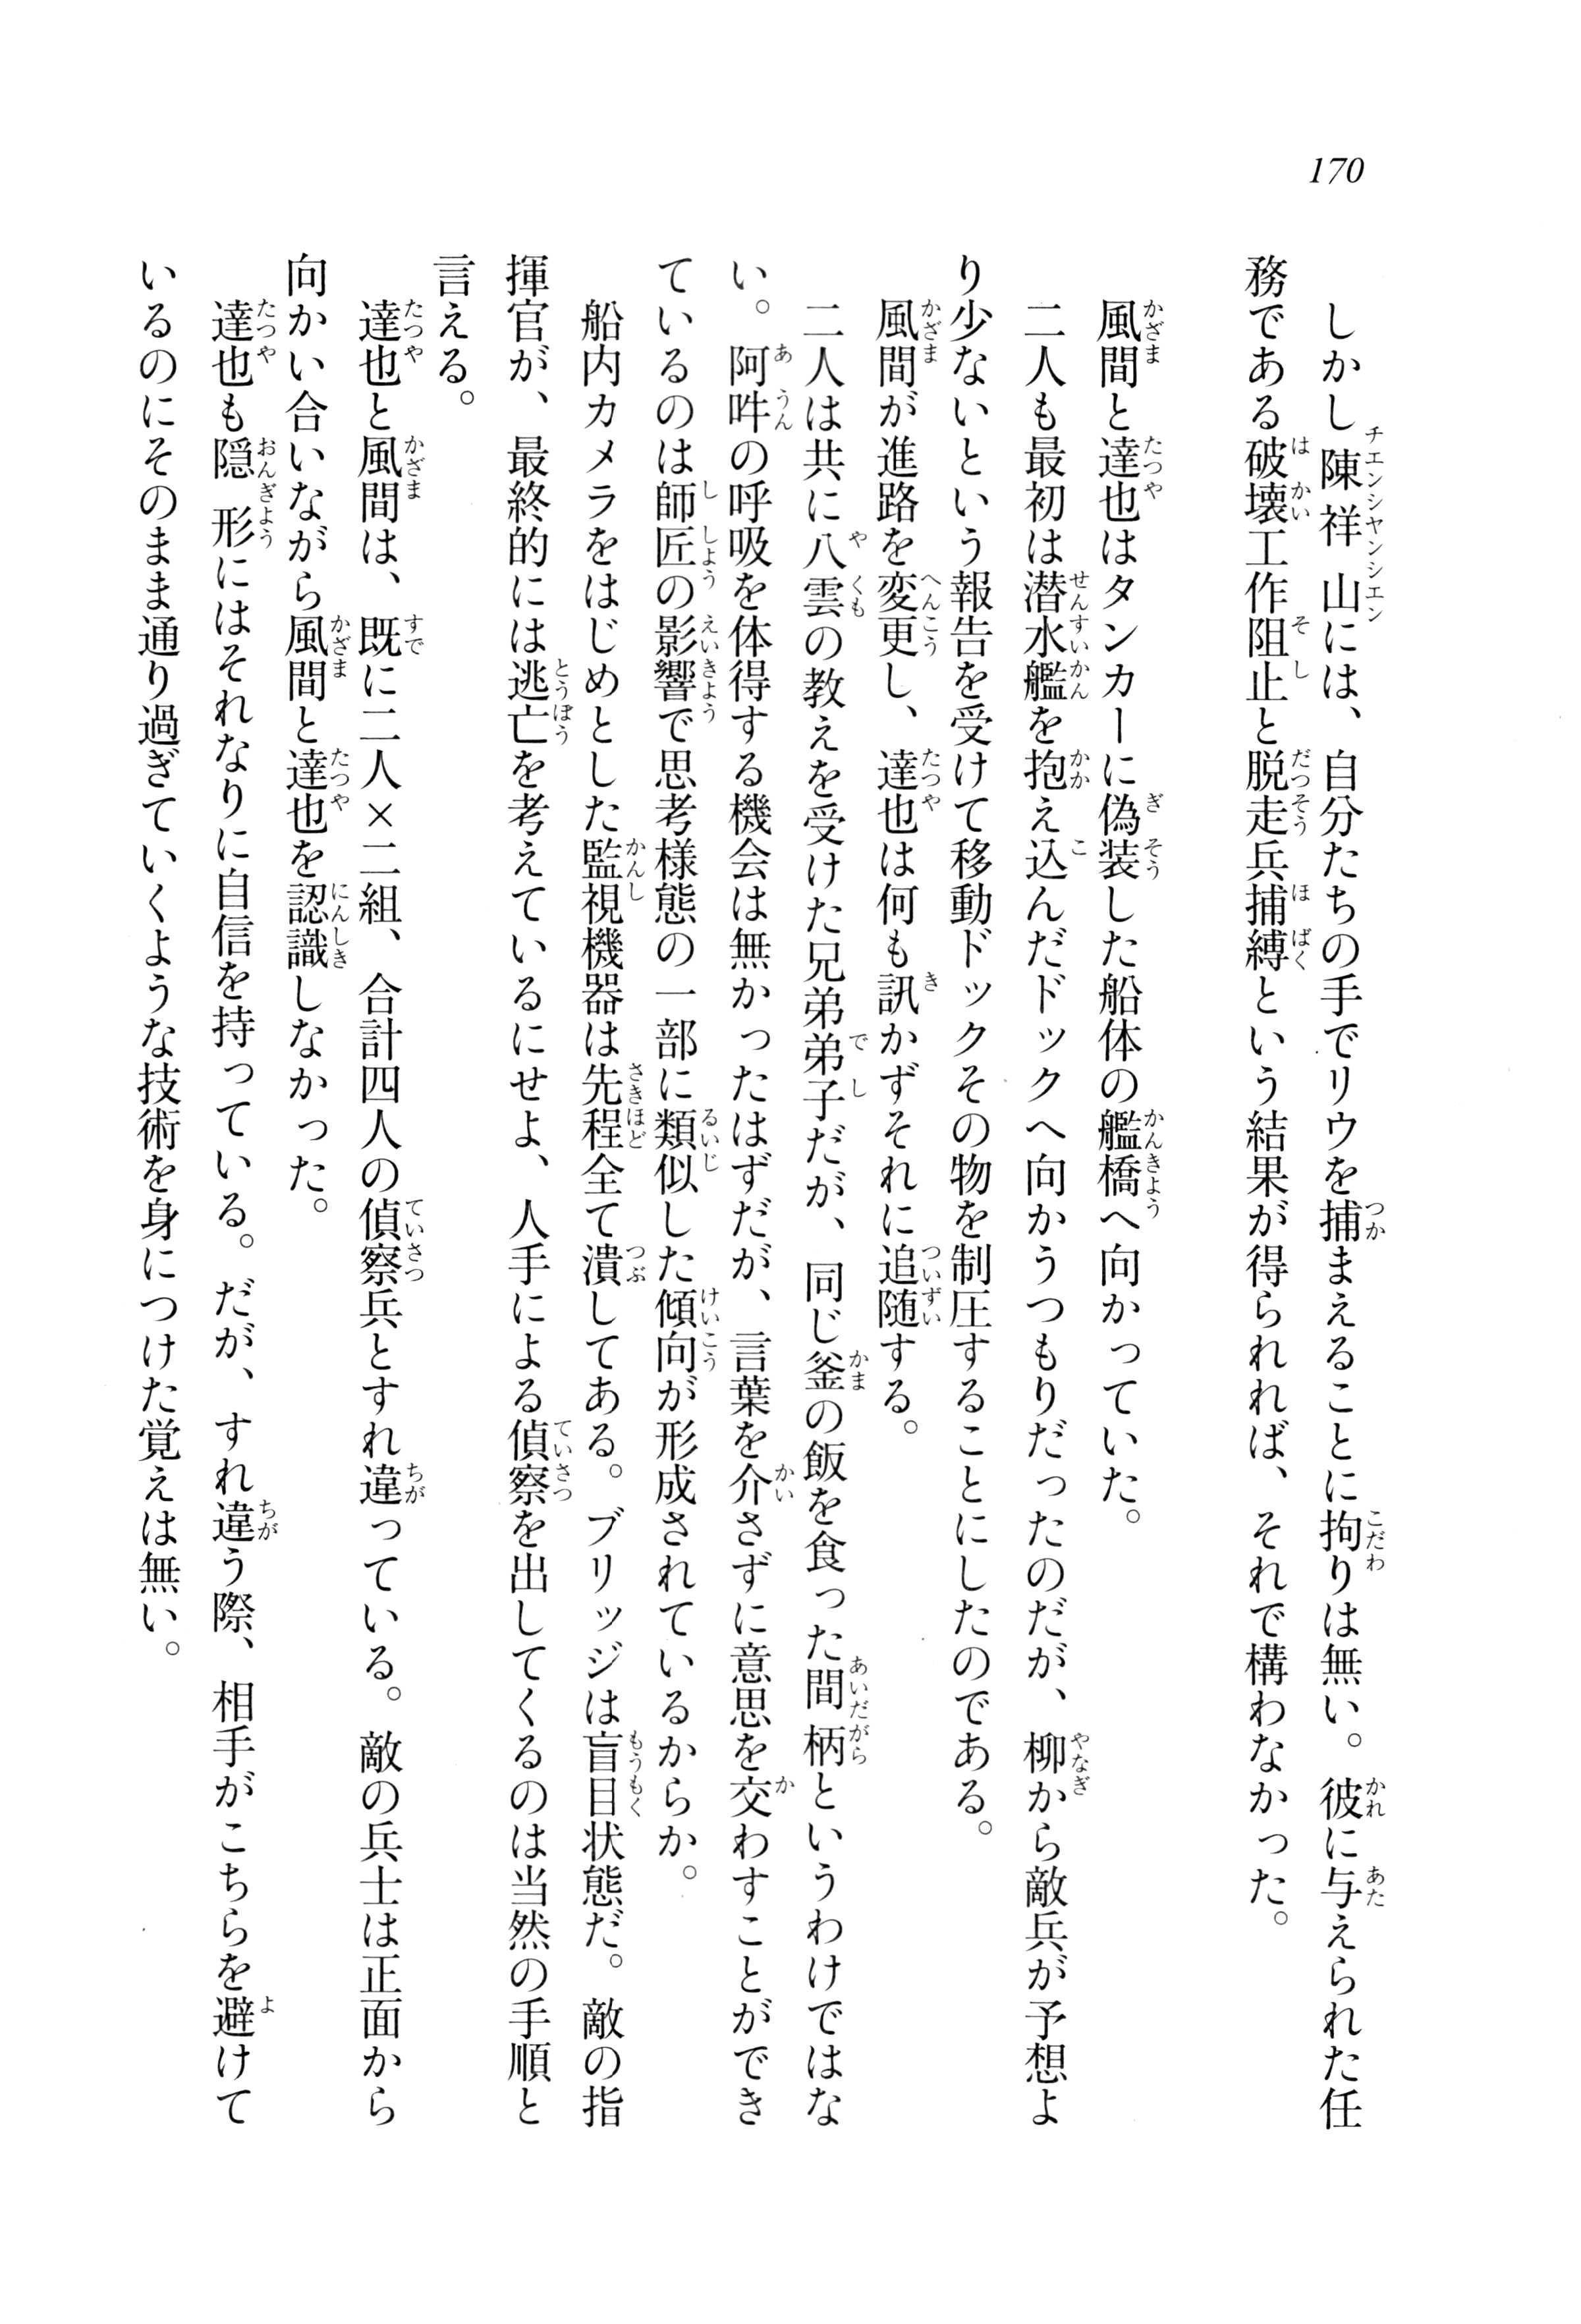 170
しかし陳祥山には、自分たちの手でリウを捕まえることに拘りは無い。彼に与えられた任
務である破壊工作阻止と脱走兵捕縛という結果が得られれば、それで構わなかった。
風間と達也はタンカーに偽装した船体の艦橋へ向かっていた。
二人も最初は潜水艦を抱え込んだドックへ向かうつもりだったのだが、柳から敵兵が予想よ
り少ないという報告を受けて移動ドックその物を制圧することにしたのである。
風間が進路を変更し、達也は何も訊かずそれに追随する。
二人は共に八雲の教えを受けた兄弟弟子だが、同じ釜の飯を食った間柄というわけではな
い。阿吽の呼吸を体得する機会は無かったはずだが、言葉を介さずに意思を交わすことができ
ているのは師匠の影響で思考様態の一部に類似した傾向が形成されているからか。
船内カメラをはじめとした監視機器は先程全て潰してある。ブリッジは盲目状態だ。敵の指
揮官が、最終的には逃亡を考えているにせよ、人手による偵察を出してくるのは当然の手順と
言える。
達也と風間は、既に二人×二組、合計四人の偵察兵とすれ違っている。敵の兵士は正面から
向かい合いながら風間と達也を認識しなかった。
達也も隠形にはそれなりに自信を持っている。だが、すれ違う際、相手がこちらを避けて
いるのにそのまま通り過ぎていくような技術を身につけた覚えは無い。